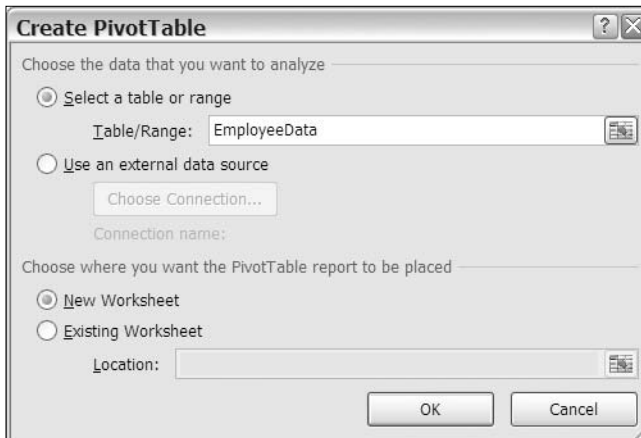 Create PivotTable
?
Choose the data that you want to analyze
Select a table or range
Table/Range: EmployeeData
Use an external data source
Choose Connection...
Connection name:
Choose where you want the PivotTable report to be placed
New Worksheet
Existing Worksheet
Location:
OK Cancel